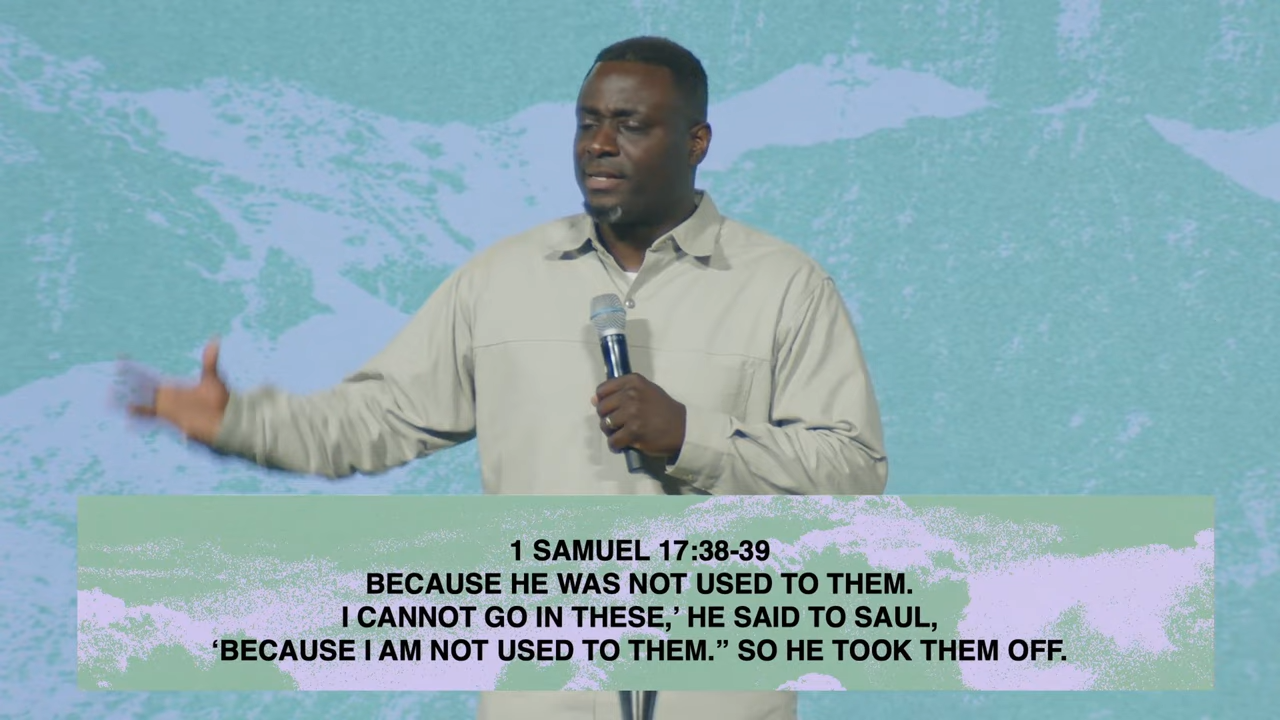 1 SAMUEL 17:38-39
BECAUSE HE WAS NOT USED TO THEM.
I CANNOT GO IN THESE,’ HE SAID TO SAUL,
‘BECAUSE I AM NOT USED TO THEM.” SO HE TOOK THEM OFF.